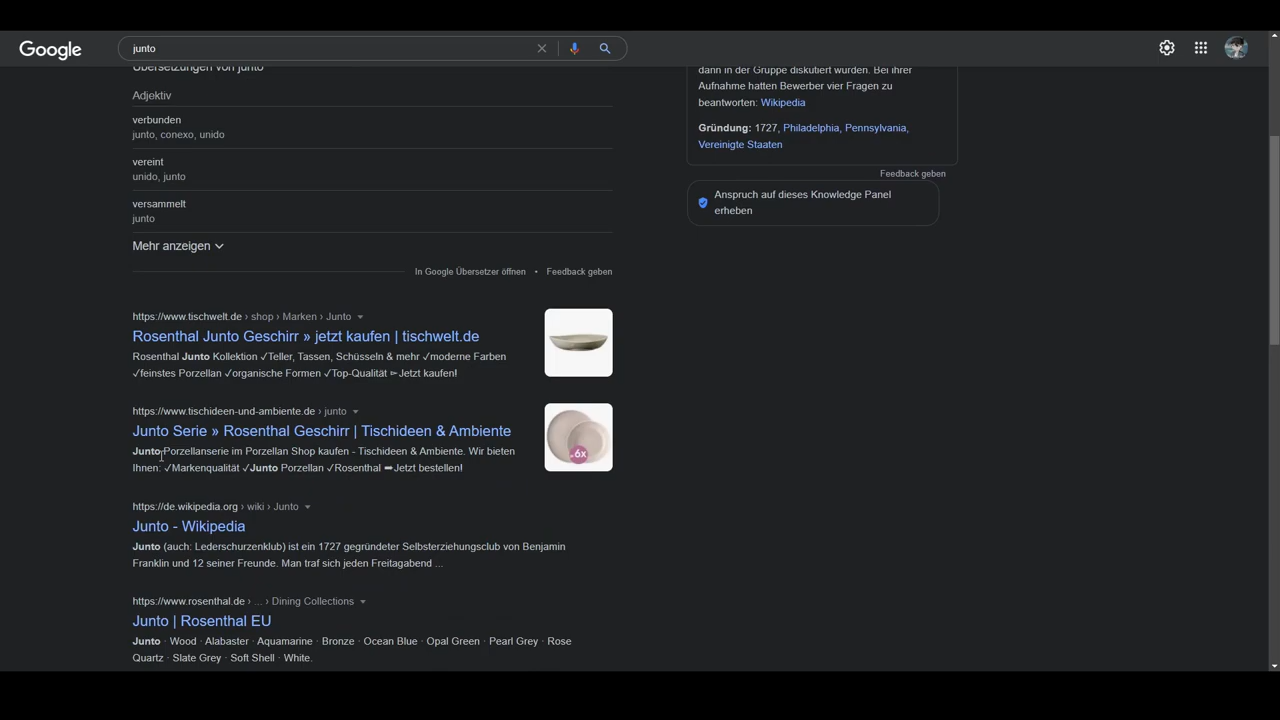 Google
junto
Übersetzungen von junto
Adjektiv
verbunden
junto, conexo, unido
vereint
unido, junto
versammelt
junto
Mehr anzeigen
In Google Übersetzer öffnen • Feedback geben
https://www.tischwelt.de › shop › Marken › Junto
Rosenthal Junto Geschirr » jetzt kaufen | tischwelt.de
Rosenthal Junto Kollektion ✓Teller, Tassen, Schüsseln & mehr ✓moderne Farben
✓feinstes Porzellan ✓organische Formen ✓Top-Qualität ➣Jetzt kaufen!
https://www.tischideen-und-ambiente.de › junto
Junto Serie » Rosenthal Geschirr | Tischideen & Ambiente
Junto Porzellanserie im Porzellan Shop kaufen - Tischideen & Ambiente. Wir bieten
Ihnen: ✓Markenqualität ✓Junto Porzellan ✓Rosenthal ➡Jetzt bestellen!
.6x
https://de.wikipedia.org › wiki › Junto
Junto - Wikipedia
Junto (auch: Lederschurzenklub) ist ein 1727 gegründeter Selbsterziehungsclub von Benjamin
Franklin und 12 seiner Freunde. Man traf sich jeden Freitagabend ...
https://www.rosenthal.de › ... › Dining Collections
Junto | Rosenthal EU
Junto · Wood · Alabaster · Aquamarine · Bronze · Ocean Blue · Opal Green · Pearl Grey · Rose
Quartz · Slate Grey · Soft Shell · White.
dann in der Gruppe diskutiert wurden. Bei ihrer
Aufnahme hatten Bewerber vier Fragen zu
beantworten: Wikipedia
Gründung: 1727, Philadelphia, Pennsylvania,
Vereinigte Staaten
Feedback geben
Anspruch auf dieses Knowledge Panel
erheben